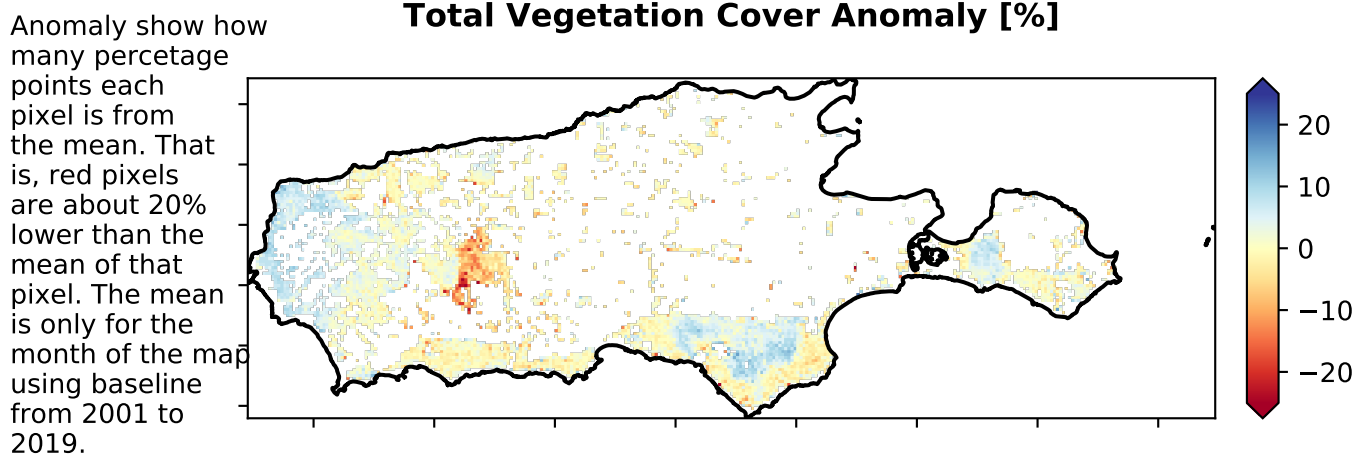 Total Vegetation Cover Anomaly [%]
Anomaly show how
many percetage
points each
pixel is from
the mean. That
is, red pixels
are about 20%
lower than the
mean of that
pixel. The mean
is only for the
month of the map
using baseline
from 2001 to
2019.
20
10
0
−10
−20